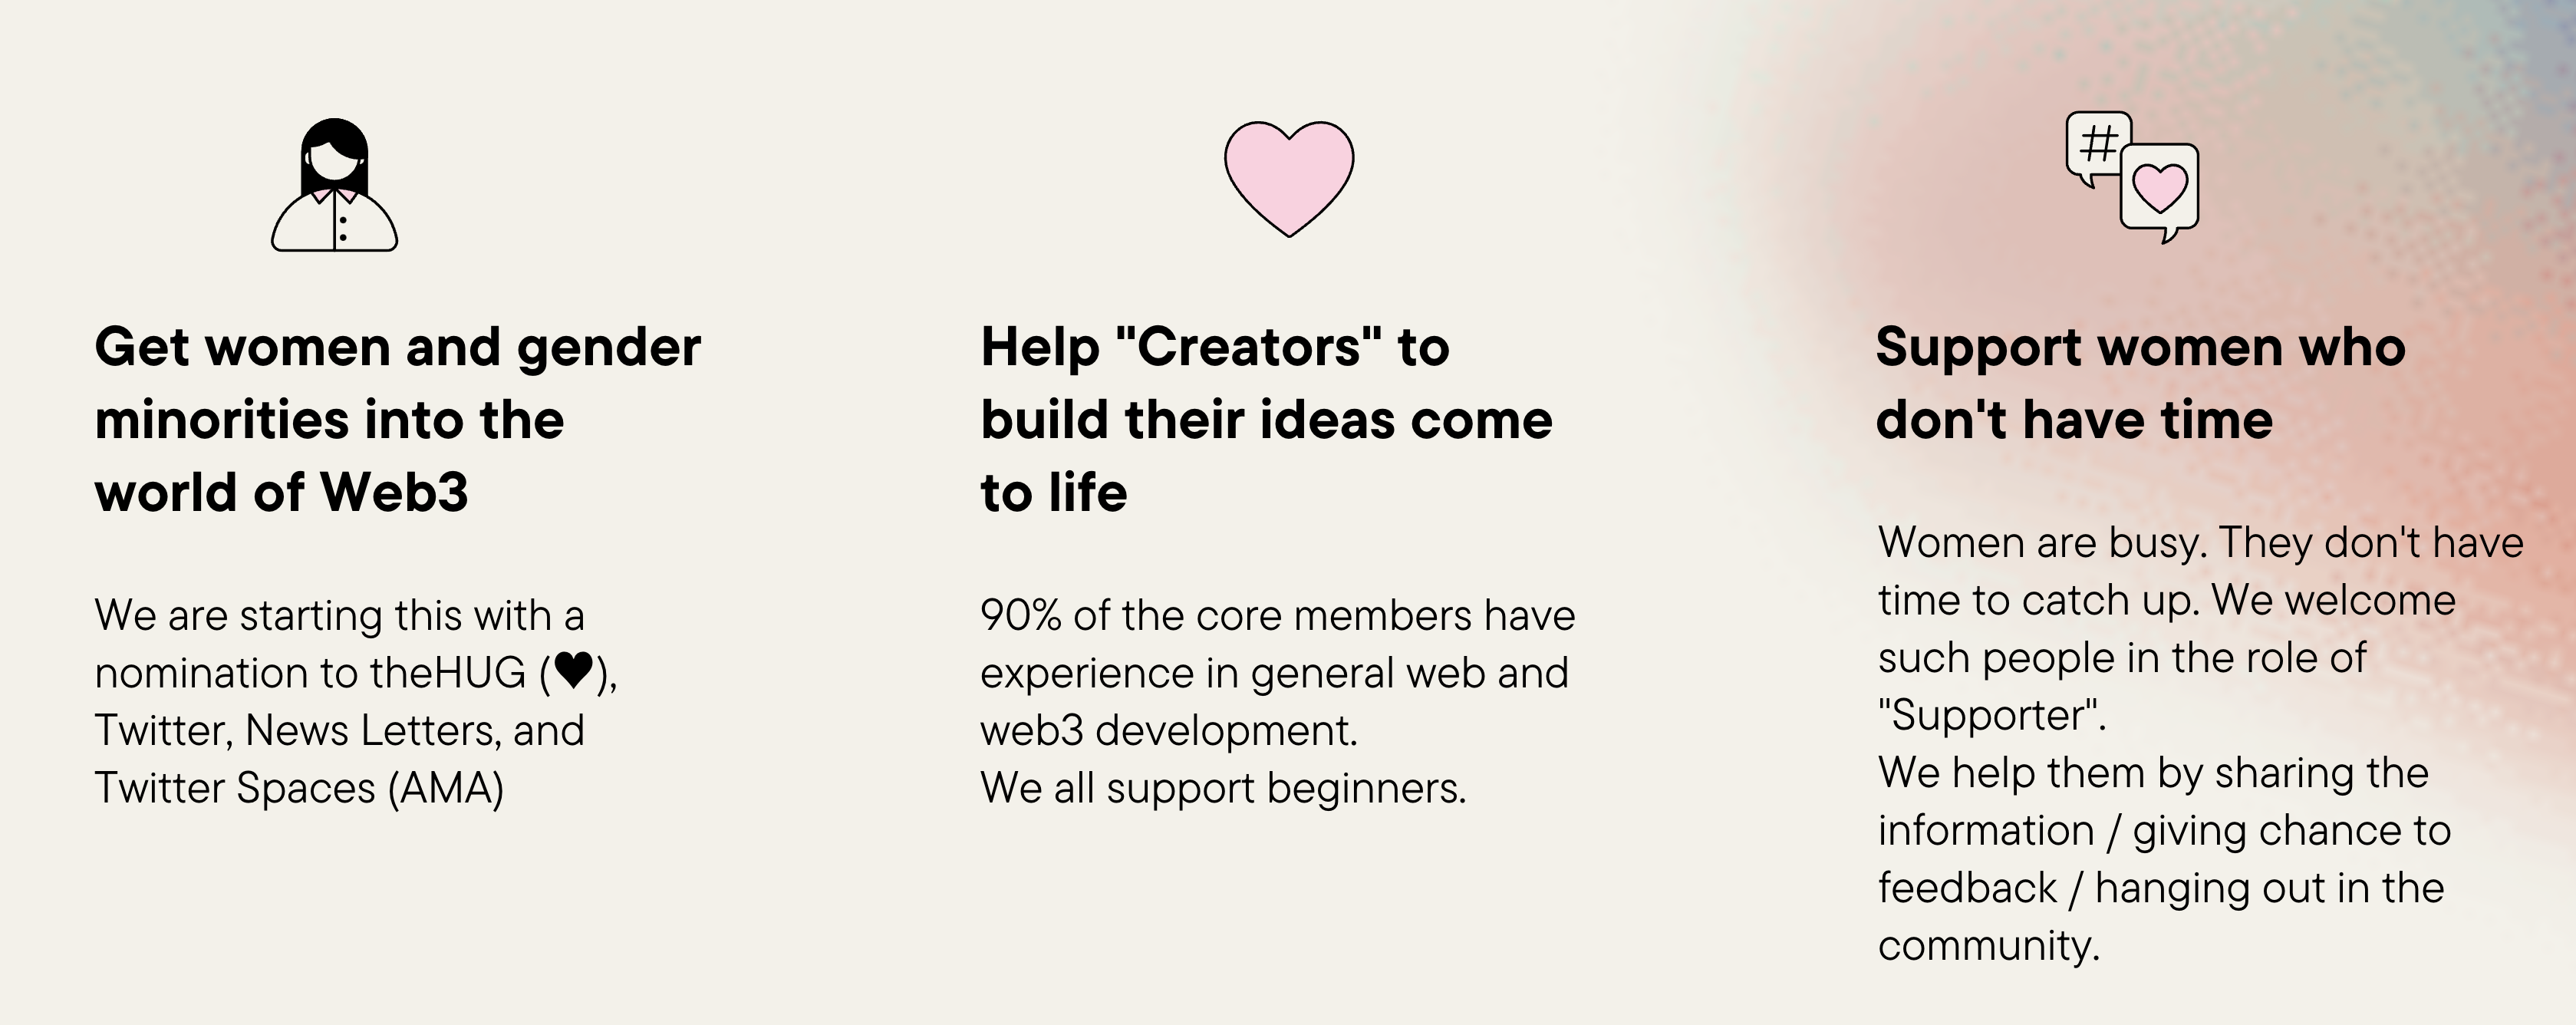 #
Get women and gender
minorities into the
world of Web3
We are starting this with a
nomination to theHUG (♥),
Twitter, News Letters, and
Twitter Spaces (AMA)
Help "Creators" to
build their ideas come
to life
90% of the core members have
experience in general web and
web3 development.
We all support beginners.
Support women who
don't have time
Women are busy. They don't have
time to catch up. We welcome
such people in the role of
"Supporter".
We help them by sharing the
information / giving chance to
feedback / hanging out in the
community.